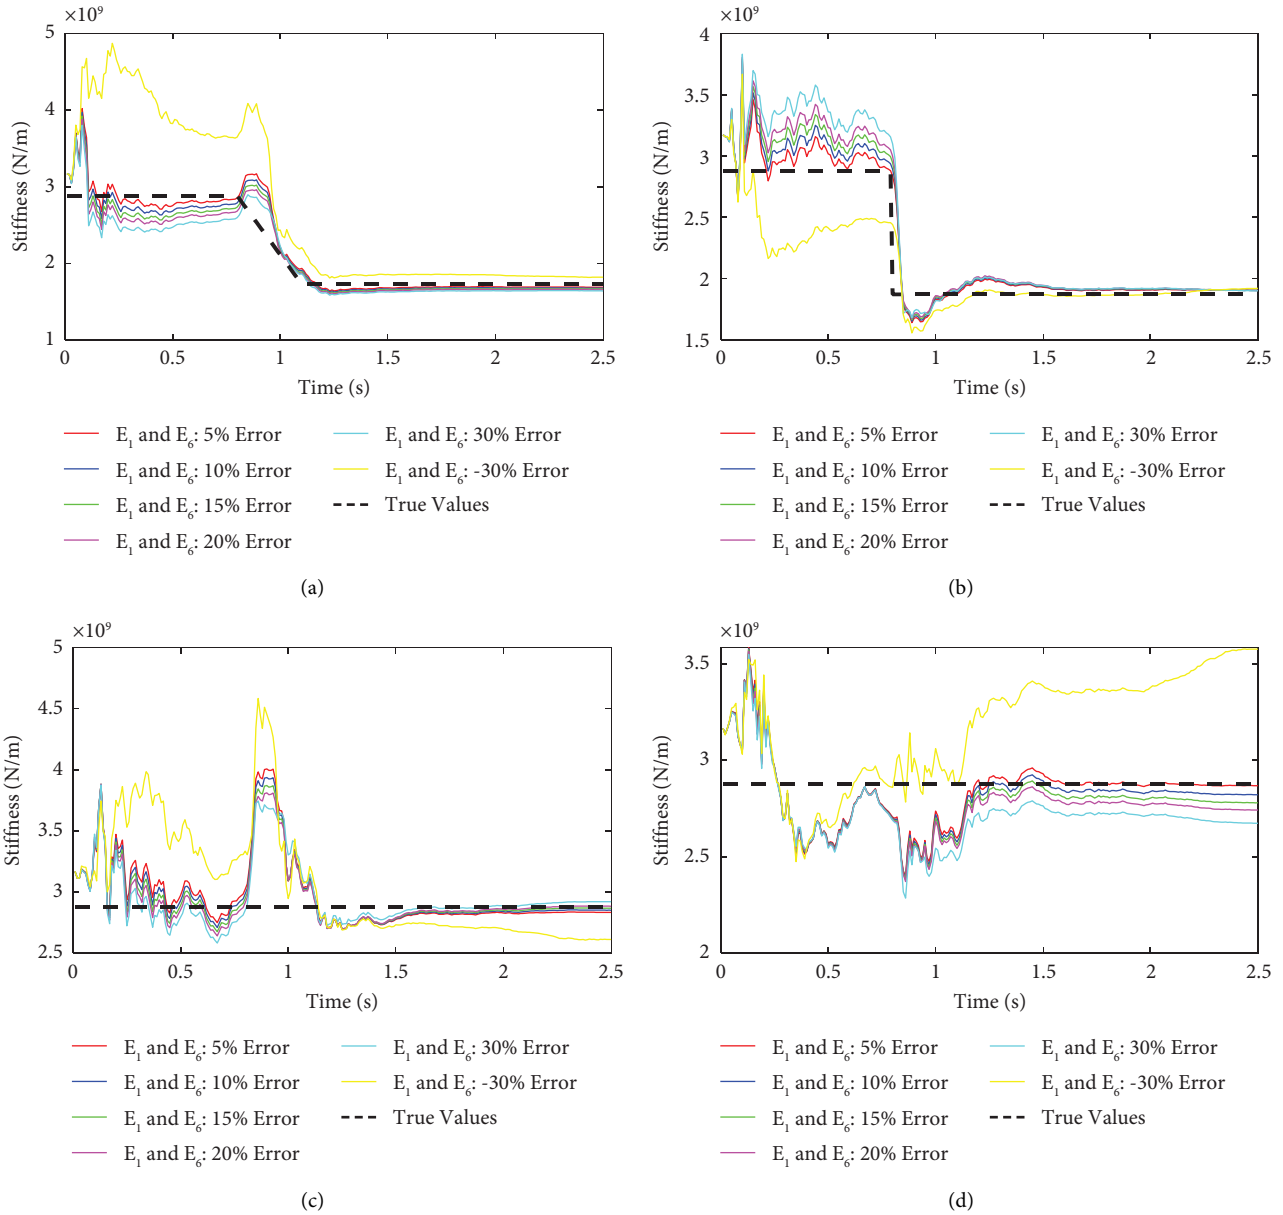 ×10⁹
5
4
3
2
1
Stiffness (N/m)
0
0.5
1
1.5
2
2.5
Time (s)
E₁ and E₆: 5% Error
E₁ and E₆: 10% Error
E₁ and E₆: 15% Error
E₁ and E₆: 20% Error
E₁ and E₆: 30% Error
E₁ and E₆: -30% Error
True Values
(a)
×10⁹
4
3.5
3
2.5
2
1.5
Stiffness (N/m)
0
0.5
1
1.5
2
2.5
Time (s)
E₁ and E₆: 5% Error
E₁ and E₆: 10% Error
E₁ and E₆: 15% Error
E₁ and E₆: 20% Error
E₁ and E₆: 30% Error
E₁ and E₆: -30% Error
True Values
(b)
×10⁹
5
4.5
4
3.5
3
2.5
Stiffness (N/m)
0
0.5
1
1.5
2
2.5
Time (s)
E₁ and E₆: 5% Error
E₁ and E₆: 10% Error
E₁ and E₆: 15% Error
E₁ and E₆: 20% Error
E₁ and E₆: 30% Error
E₁ and E₆: -30% Error
True Values
(c)
×10⁹
3.5
3
2.5
2
Stiffness (N/m)
0
0.5
1
1.5
2
2.5
Time (s)
E₁ and E₆: 5% Error
E₁ and E₆: 10% Error
E₁ and E₆: 15% Error
E₁ and E₆: 20% Error
E₁ and E₆: 30% Error
E₁ and E₆: -30% Error
True Values
(d)